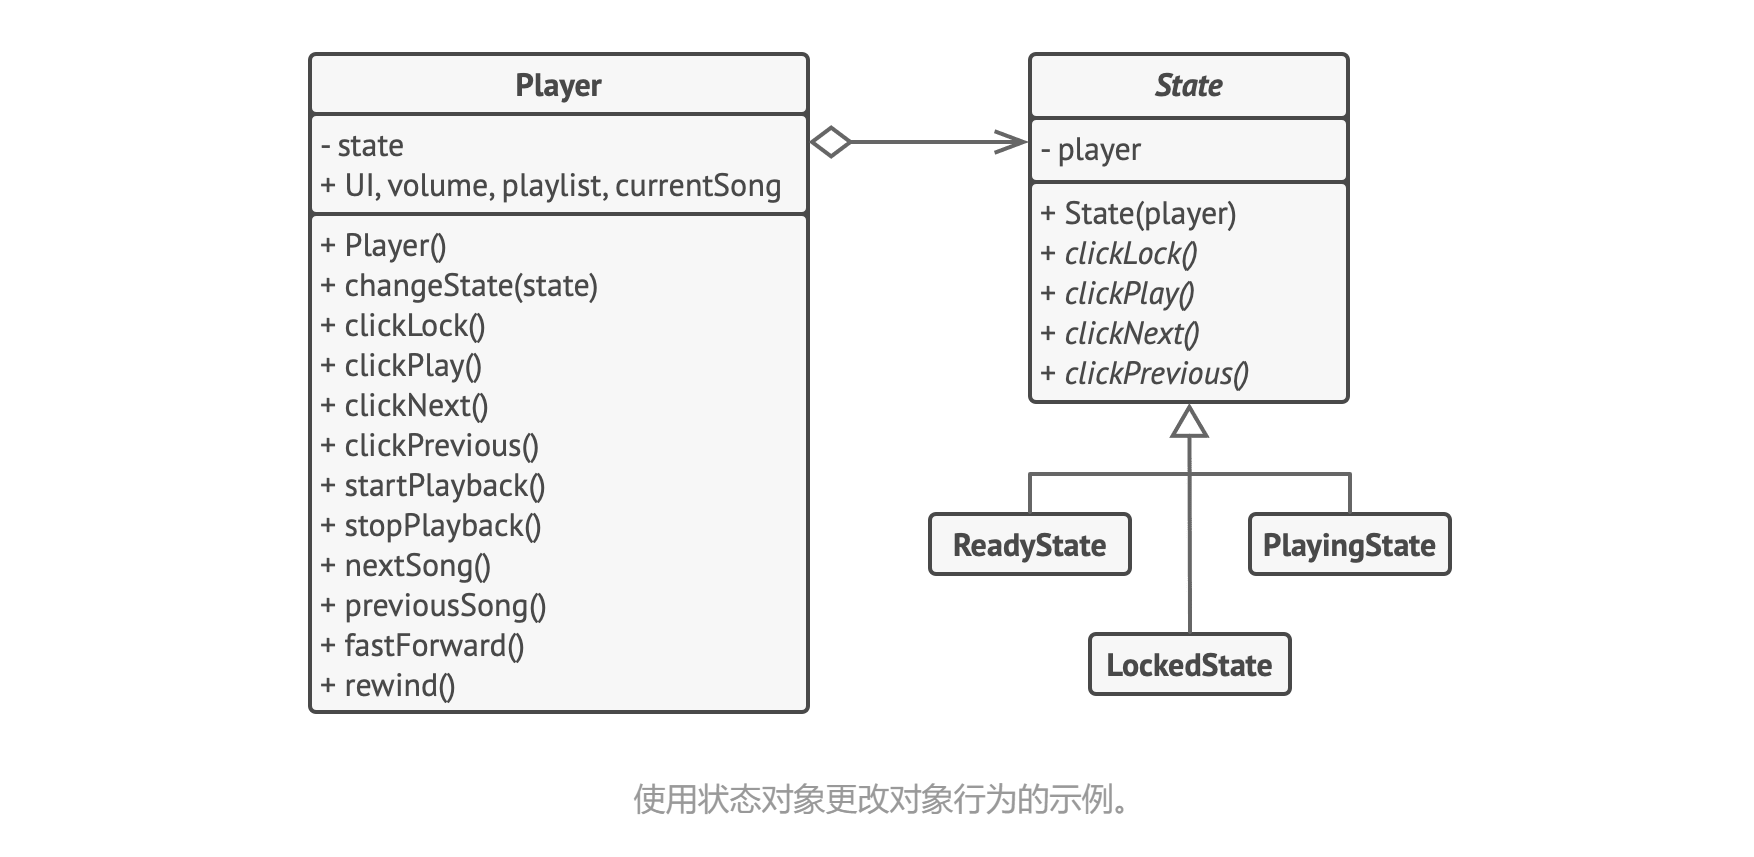 Player
- state
+ UI, volume, playlist, currentSong
+ Player()
+ changeState(state)
+ clickLock()
+ clickPlay()
+ clickNext()
+ clickPrevious()
+ startPlayback()
+ stopPlayback()
+ nextSong()
+ previousSong()
+ fastForward()
+ rewind()
State
- player
+ State(player)
+ clickLock()
+ clickPlay()
+ clickNext()
+ clickPrevious()
ReadyState
PlayingState
LockedState
使用状态对象更改对象行为的示例。